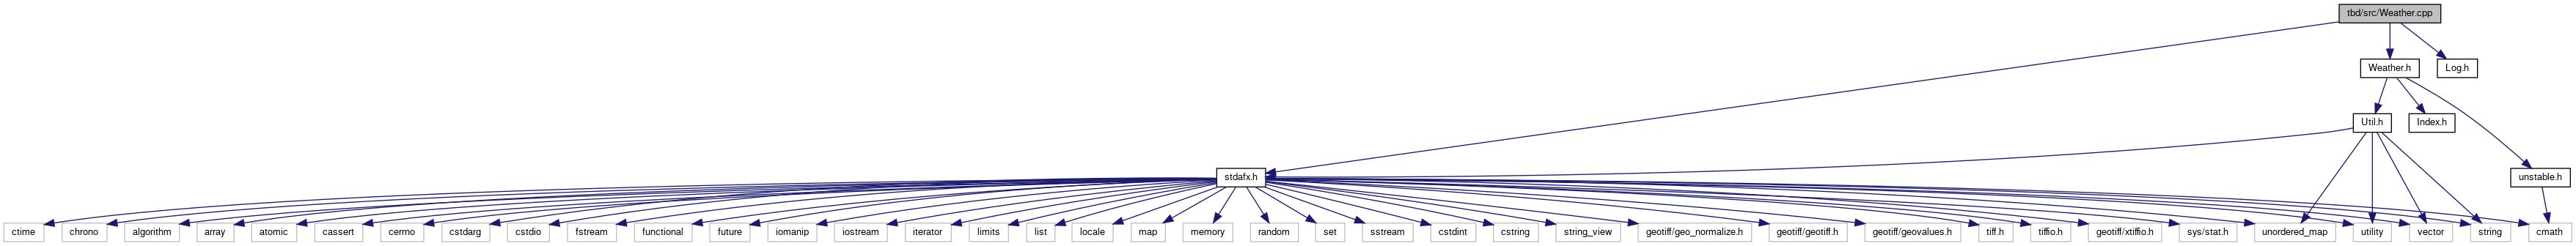 tbd/src/Weather.cpp
Weather.h
Log.h
Util.h
Index.h
stdafx.h
unstable.h
ctime
chrono
algorithm
array
atomic
cassert
cerrno
cstdarg
cstdio
fstream
functional
future
iomanip
iostream
iterator
limits
list
locale
map
memory
random
set
sstream
cstdint
cstring
string_view
geotiff/geo_normalize.h
geotiff/geotiff.h
geotiff/geovalues.h
tiff.h
tiffio.h
geotiff/xtiffio.h
sys/stat.h
unordered_map
utility
vector
string
cmath